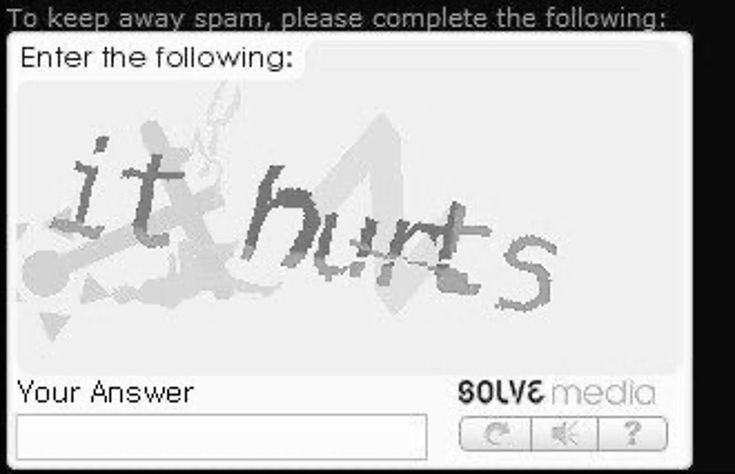 To keep away spam, please complete the following:
Enter the following:
it hurts
Your Answer
SOLVE media
?